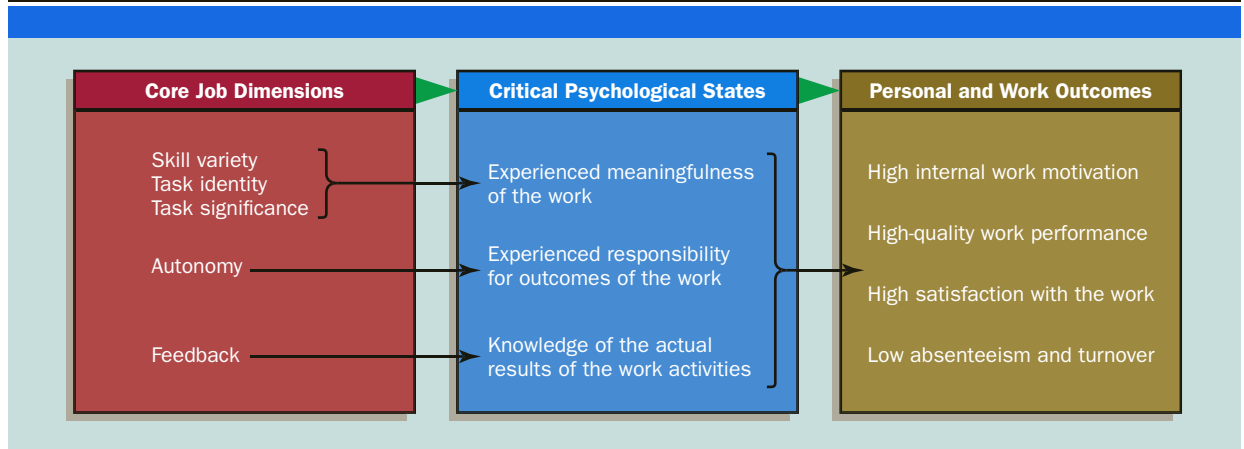 Core Job Dimensions
Skill variety
Task identity
Task significance
Autonomy
Feedback
Critical Psychological States
Experienced meaningfulness
of the work
Experienced responsibility
for outcomes of the work
Knowledge of the actual
results of the work activities
Personal and Work Outcomes
High internal work motivation
High-quality work performance
High satisfaction with the work
Low absenteeism and turnover